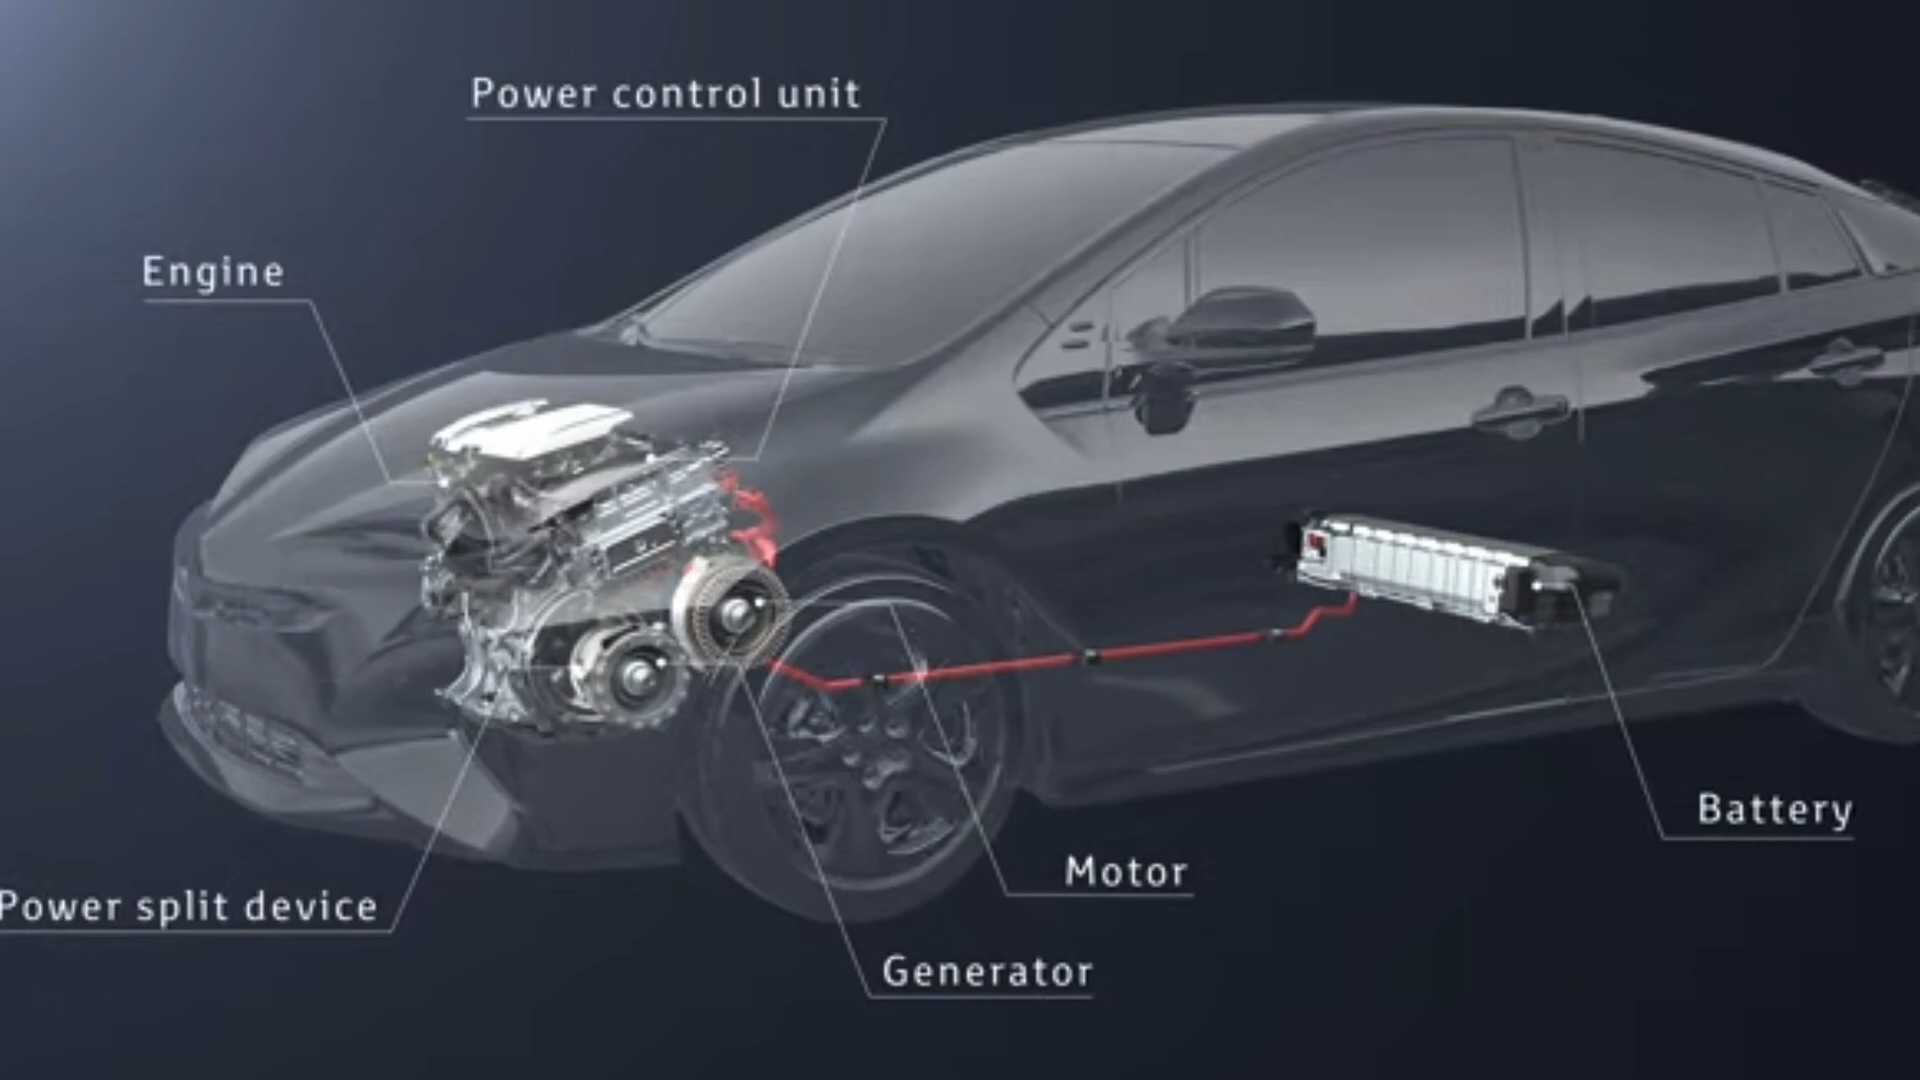 Power control unit
Engine
Battery
Motor
Power split device
Generator